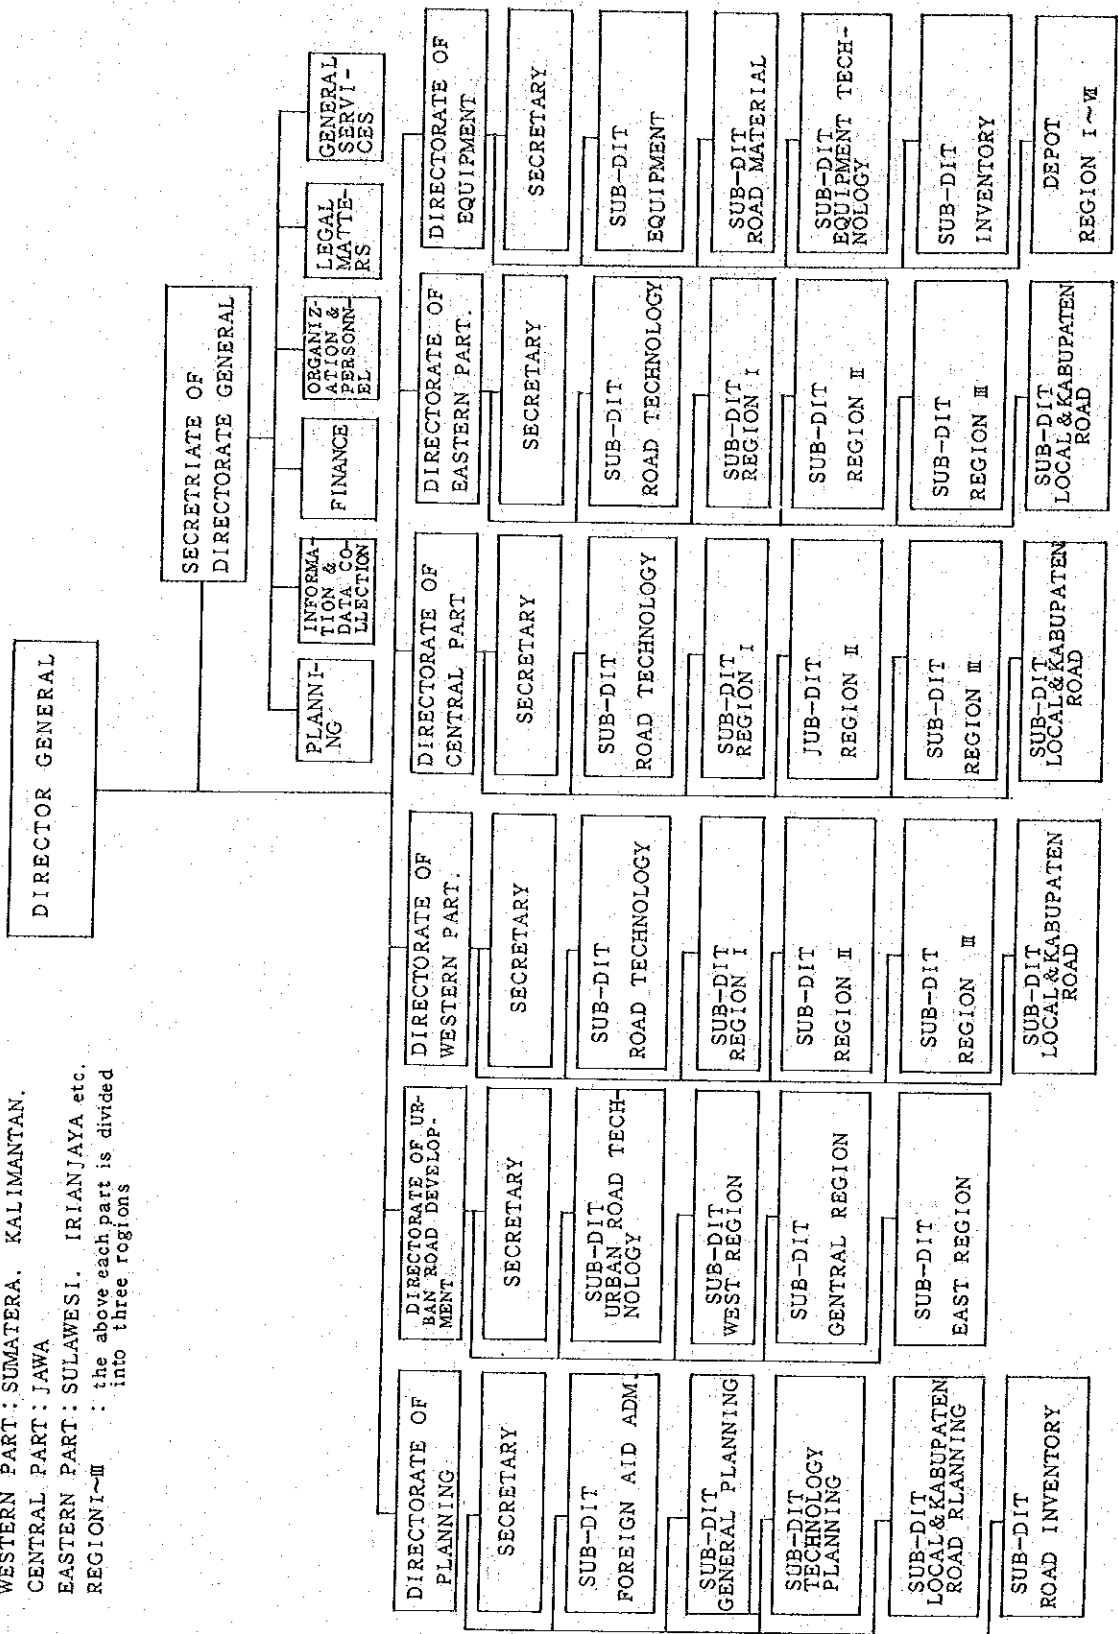 WESTERN PART: SUMATERA. KALIMANTAN.
CENTRAL PART: JAWA
EASTERN PART: SULAWESI. IRIANJAYA etc.
REGIONI~Ⅲ : the above each part is divided
into three rogions
DIRECTOR GENERAL
SECRETRIATE OF
DIRECTORATE GENERAL
PLANNI-
NG
INFORMA-
TION &
DATA CO-
LLECTION
FINANCE
ORGANIZ-
ATION &
PERSONN-
EL
LEGAL
MATTE-
RS
GENERAL
SERVI-
CES
DIRECTORATE OF
PLANNING
SECRETARY
SUB-DIT
FOREIGN AID ADM.
SUB-DIT
GENERAL PLANNING
SUB-DIT
TECHNOLOGY
PLANNING
SUB-DIT
LOCAL&KABUPATEN
ROAD RLANNING
SUB-DIT
ROAD INVENTORY
DIRECTORATE OF UR-
BAN ROAD DEVELOP-
MENT
SECRETARY
SUB-DIT
URBAN ROAD TECH-
NOLOGY
SUB-DIT
WEST REGION
SUB-DIT
GENTRAL REGION
SUB-DIT
EAST REGION
DIRECTORATE OF
WESTERN PART.
SECRETARY
SUB-DIT
ROAD TECHNOLOGY
SUB-DIT
REGION I
SUB-DIT
REGION Ⅱ
SUB-DIT
REGION Ⅲ
SUB-DIT
LOCAL&KABUPATEN
ROAD
DIRECTORATE OF
CENTRAL PART
SECRETARY
SUB-DIT
ROAD TECHNOLOGY
SUB-DIT
REGION I
JUB-DIT
REGION Ⅱ
SUB-DIT
REGION Ⅲ
SUB-DIT
LOCAL&KABUPATEN
ROAD
DIRECTORATE OF
EASTERN PART.
SECRETARY
SUB-DIT
ROAD TECHNOLOGY
SUB-DIT
REGION I
SUB-DIT
REGION Ⅱ
SUB-DIT
REGION Ⅲ
SUB-DIT
LOCAL&KABUPATEN
ROAD
DIRECTORATE OF
EQUIPMENT
SECRETARY
SUB-DIT
EQUIPMENT
SUB-DIT
ROAD MATERIAL
SUB-DIT
EQUIPMENT TECH-
NOLOGY
SUB-DIT
INVENTORY
DEPOT
REGION I~Ⅶ